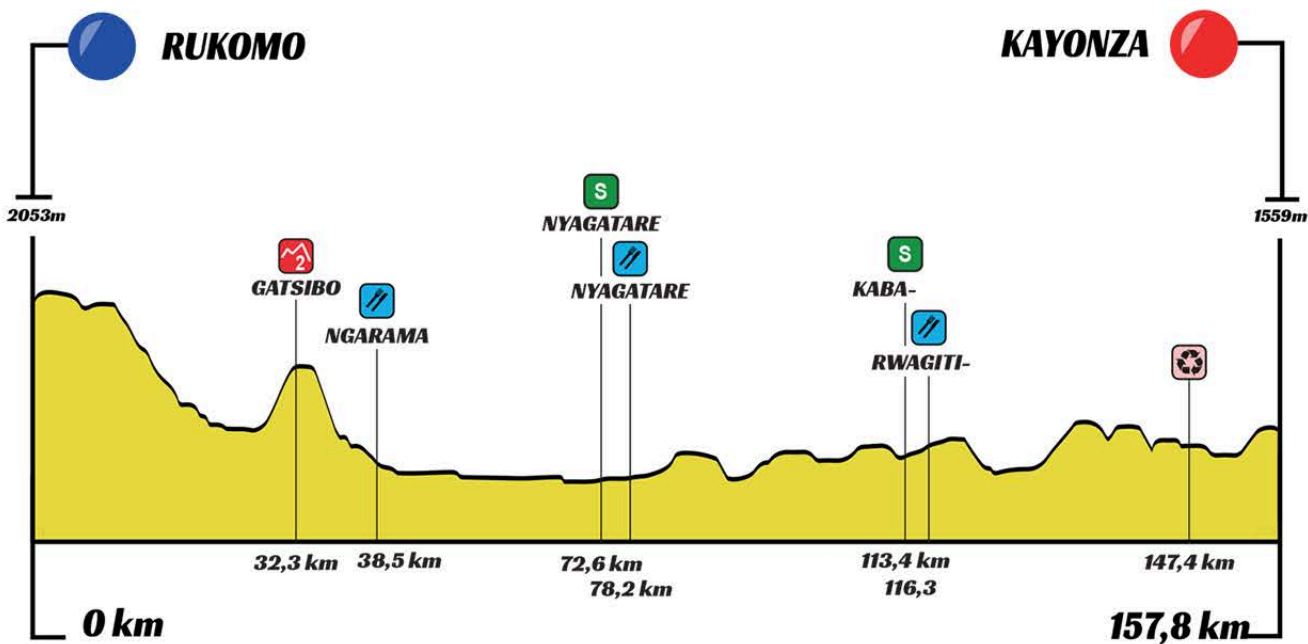 RUKOMO
KAYONZA
2053m
1559m
S
NYAGATARE
2
GATSIBO
NYAGATARE
S
KABA-
NGARAMA
RWAGITI-
32,3 km
38,5 km
72,6 km
113,4 km
147,4 km
78,2 km
116,3
0 km
157,8 km